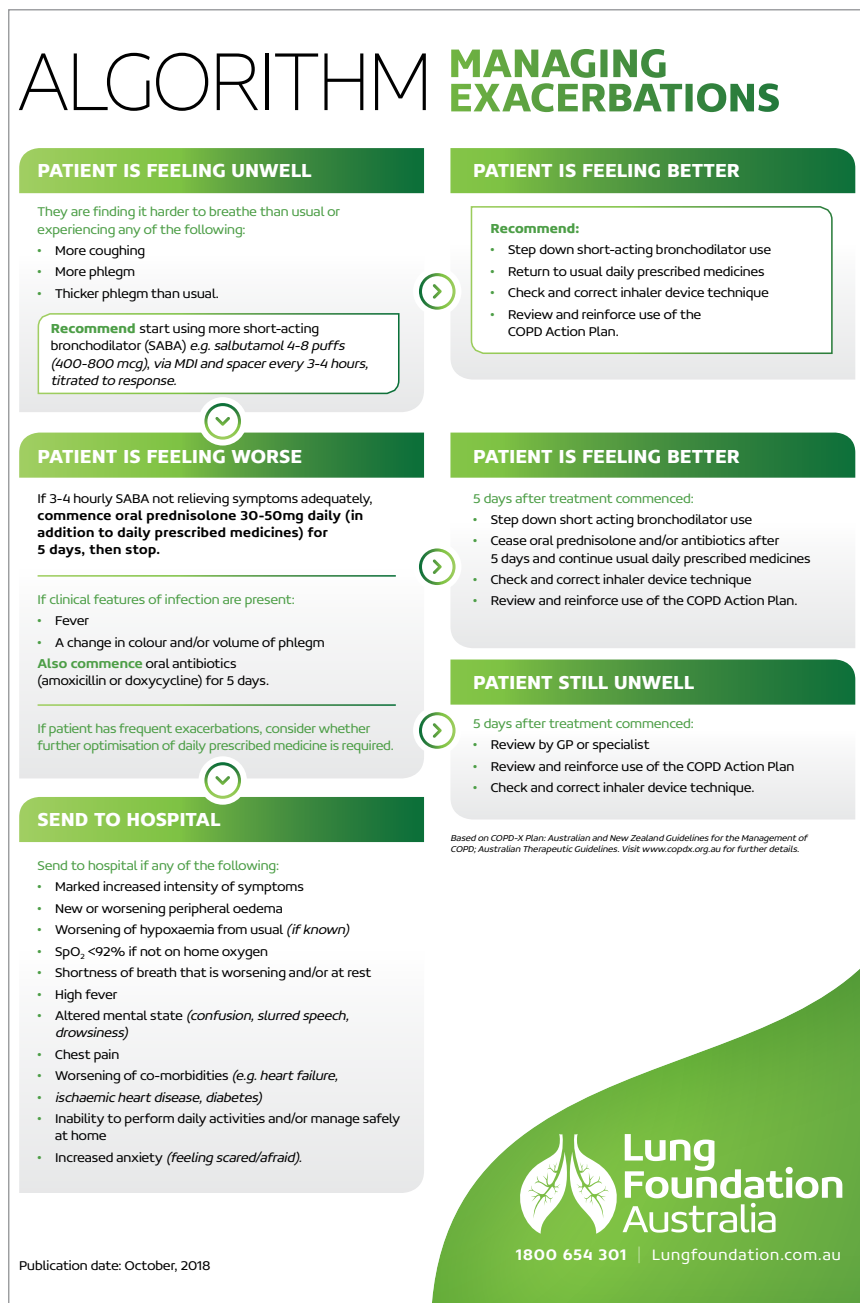 ALGORITHM MANAGING
EXACERBATIONS
PATIENT IS FEELING UNWELL
They are finding it harder to breathe than usual or
experiencing any of the following:
• More coughing
• More phlegm
• Thicker phlegm than usual.
Recommend start using more short-acting
bronchodilator (SABA) e.g. salbutamol 4-8 puffs
(400-800 mcg), via MDI and spacer every 3-4 hours,
titrated to response.
PATIENT IS FEELING BETTER
Recommend:
• Step down short-acting bronchodilator use
• Return to usual daily prescribed medicines
• Check and correct inhaler device technique
• Review and reinforce use of the
COPD Action Plan.
PATIENT IS FEELING WORSE
If 3-4 hourly SABA not relieving symptoms adequately,
commence oral prednisolone 30-50mg daily (in
addition to daily prescribed medicines) for
5 days, then stop.
If clinical features of infection are present:
• Fever
• A change in colour and/or volume of phlegm
Also commence oral antibiotics
(amoxicillin or doxycycline) for 5 days.
If patient has frequent exacerbations, consider whether
further optimisation of daily prescribed medicine is required.
PATIENT IS FEELING BETTER
5 days after treatment commenced:
• Step down short acting bronchodilator use
• Cease oral prednisolone and/or antibiotics after
5 days and continue usual daily prescribed medicines
• Check and correct inhaler device technique
• Review and reinforce use of the COPD Action Plan.
PATIENT STILL UNWELL
5 days after treatment commenced:
• Review by GP or specialist
• Review and reinforce use of the COPD Action Plan
• Check and correct inhaler device technique.
Based on COPD-X Plan: Australian and New Zealand Guidelines for the Management of
COPD; Australian Therapeutic Guidelines. Visit www.copdx.org.au for further details.
SEND TO HOSPITAL
Send to hospital if any of the following:
• Marked increased intensity of symptoms
• New or worsening peripheral oedema
• Worsening of hypoxaemia from usual (if known)
• SpO₂ <92% if not on home oxygen
• Shortness of breath that is worsening and/or at rest
• High fever
• Altered mental state (confusion, slurred speech,
drowsiness)
• Chest pain
• Worsening of co-morbidities (e.g. heart failure,
• ischaemic heart disease, diabetes)
• Inability to perform daily activities and/or manage safely
at home
• Increased anxiety (feeling scared/afraid).
Publication date: October, 2018
Lung
Foundation
Australia
1800 654 301 | Lungfoundation.com.au